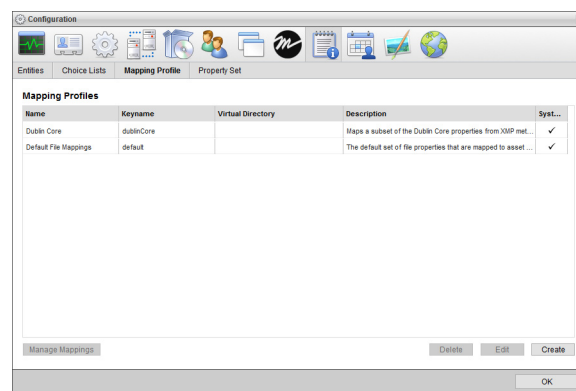 Configuration
Entities Choice Lists Mapping Profile Property Set
Mapping Profiles
Name Keyname Virtual Directory Description Syst...
Dublin Core dublinCore Maps a subset of the Dublin Core properties from XMP met... ✓
Default File Mappings default The default set of file properties that are mapped to asset ... ✓
Manage Mappings Delete Edit Create
OK